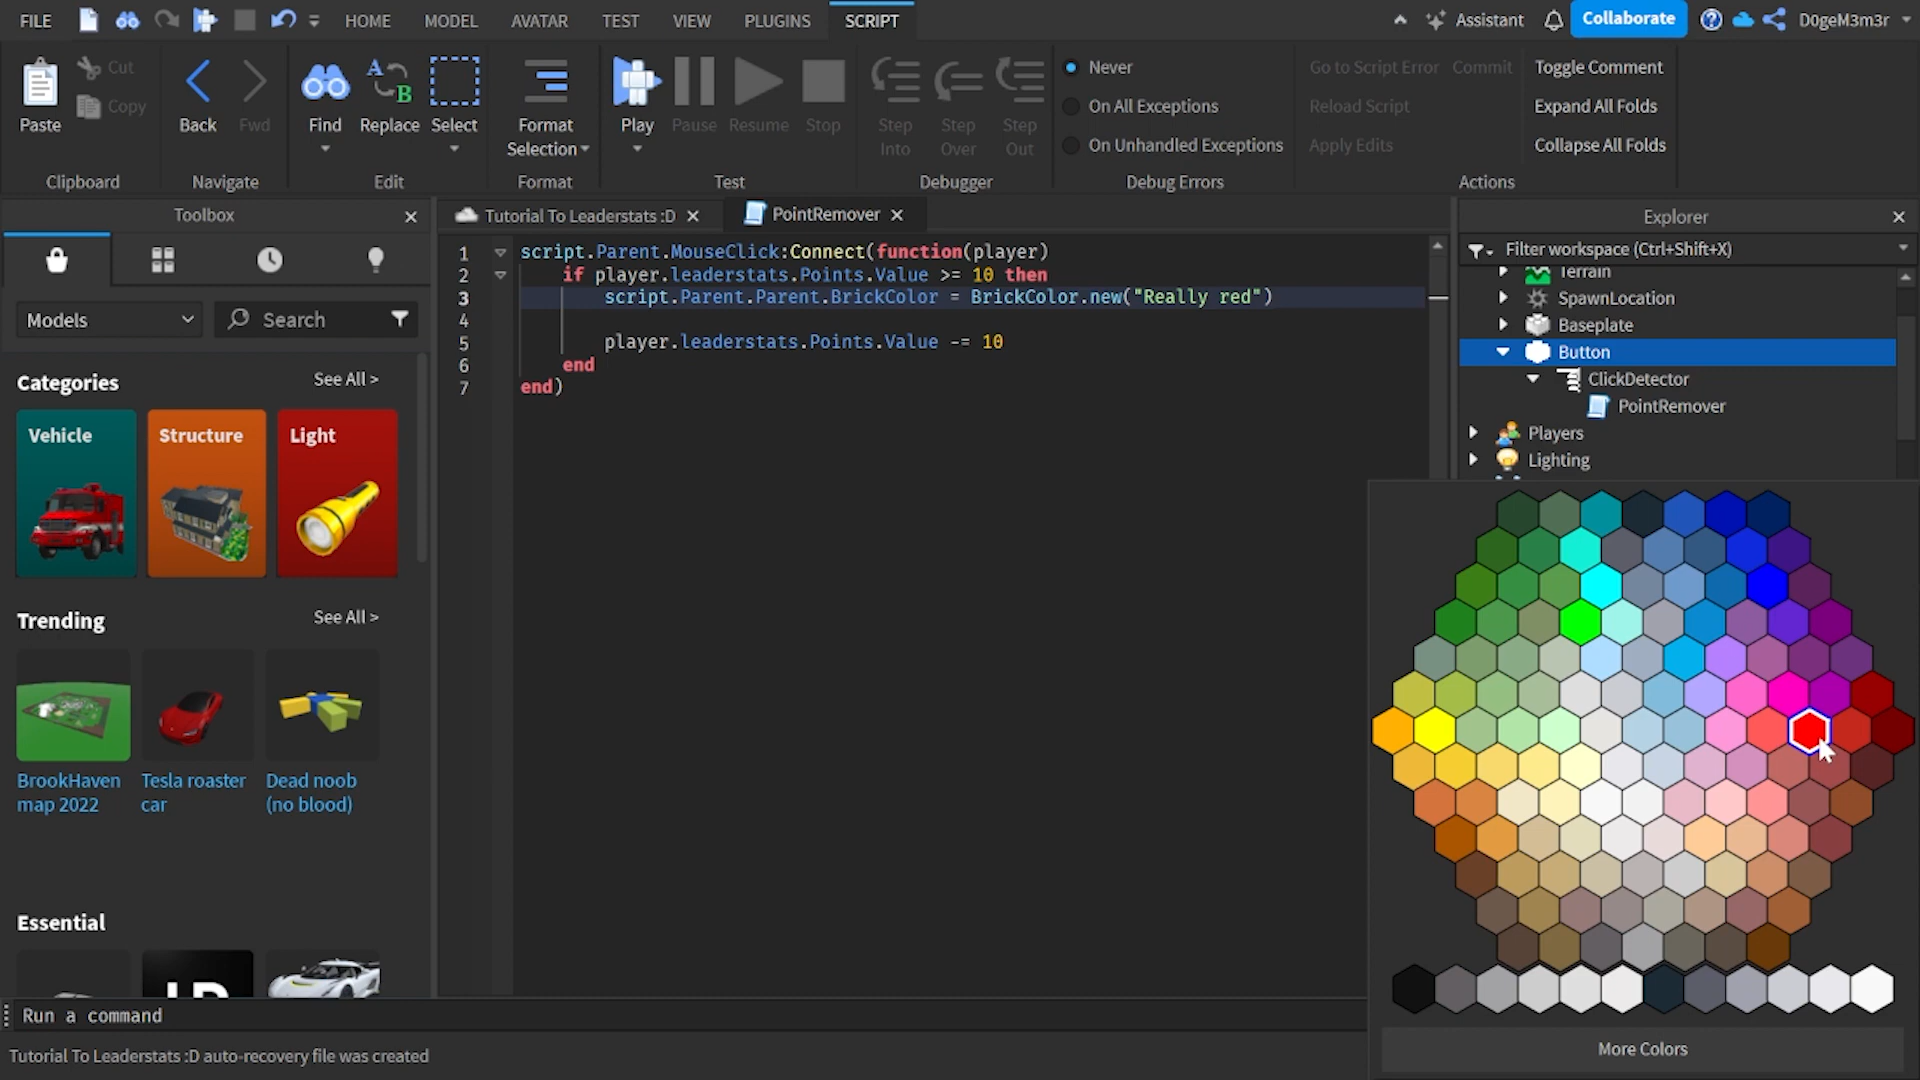 FILE HOME MODEL AVATAR TEST VIEW PLUGINS SCRIPT Assistant Collaborate D0geM3m3r
Paste Cut Copy
Clipboard
Back Fwd
Navigate
Find Replace Select
Edit
Format Selection
Format
Play Pause Resume Stop
Test
Step Into Step Over Step Out
Debugger
Never
On All Exceptions
On Unhandled Exceptions
Debug Errors
Go to Script Error Commit
Reload Script
Apply Edits
Toggle Comment
Expand All Folds
Collapse All Folds
Actions
Toolbox
Models
Search
Categories See All >
Vehicle Structure Light
Trending See All >
BrookHaven map 2022
Tesla roaster car
Dead noob (no blood)
Essential
Tutorial To Leaderstats :D PointRemover
1 script.Parent.MouseClick:Connect(function(player)
2 if player.leaderstats.Points.Value >= 10 then
3 script.Parent.Parent.BrickColor = BrickColor.new("Really red")
4
5 player.leaderstats.Points.Value -= 10
6 end
7 end)
Explorer
Filter workspace (Ctrl+Shift+X)
Terrain
SpawnLocation
Baseplate
Button
ClickDetector
PointRemover
Players
Lighting
More Colors
Run a command
Tutorial To Leaderstats :D auto-recovery file was created